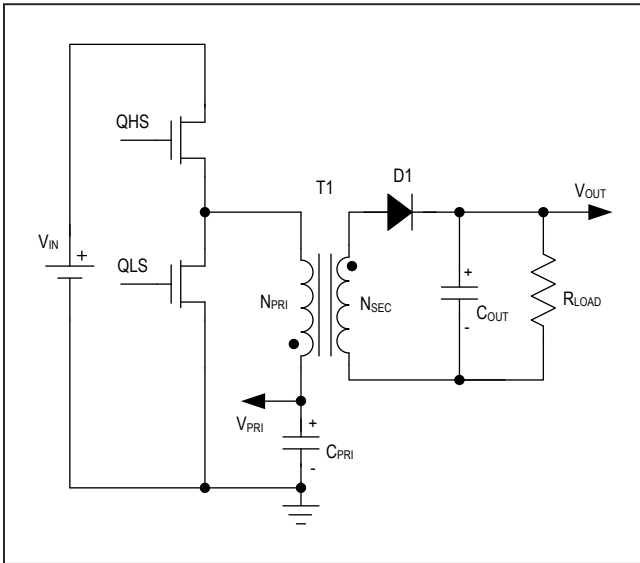 QHS
T1
D1
VOUT
VIN
+
QLS
NPRI
NSEC
+
COUT
-
RLOAD
VPRI
+
CPRI
-